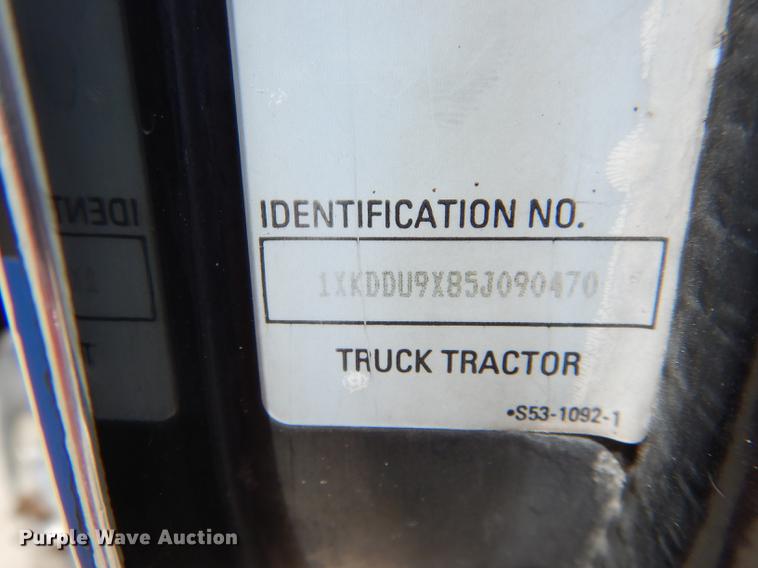 IDENTIFICATION NO.
1XKDDU9X85J090470
TRUCK TRACTOR
•S53-1092-1
Purple Wave Auction